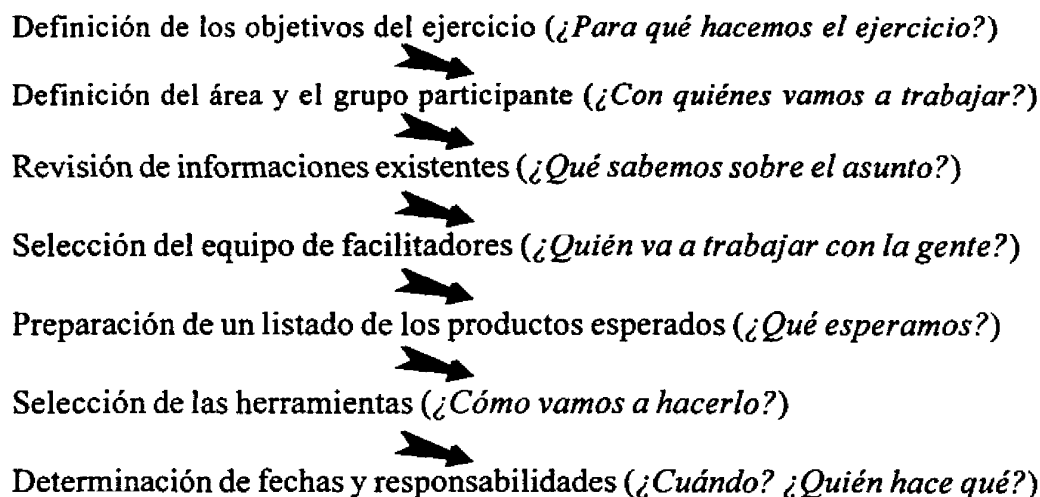 Definición de los objetivos del ejercicio (¿Para qué hacemos el ejercicio?)
Definición del área y el grupo participante (¿Con quiénes vamos a trabajar?)
Revisión de informaciones existentes (¿Qué sabemos sobre el asunto?)
Selección del equipo de facilitadores (¿Quién va a trabajar con la gente?)
Preparación de un listado de los productos esperados (¿Qué esperamos?)
Selección de las herramientas (¿Cómo vamos a hacerlo?)
Determinación de fechas y responsabilidades (¿Cuándo? ¿Quién hace qué?)